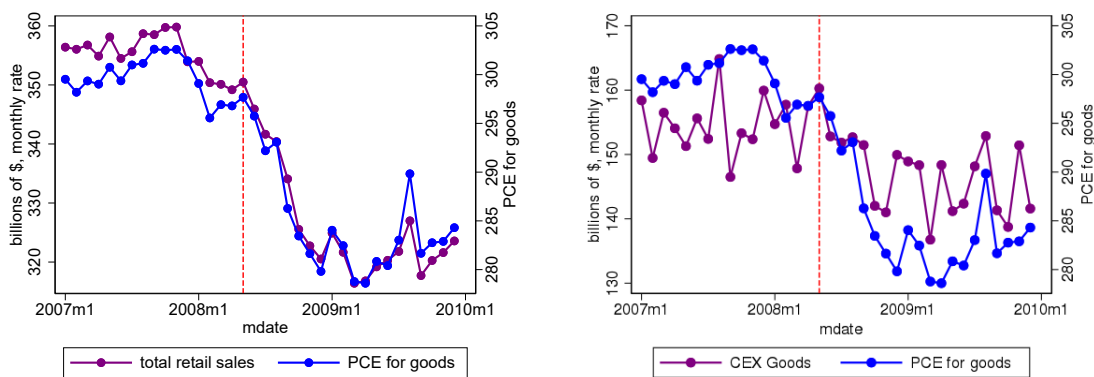 360
350
340
330
320
billions of $, monthly rate
305
300
295
290
285
280
PCE for goods
2007m1
2008m1
2009m1
2010m1
mdate
total retail sales
PCE for goods
170
160
150
140
130
billions of $, monthly rate
305
300
295
290
285
280
PCE for goods
2007m1
2008m1
2009m1
2010m1
mdate
CEX Goods
PCE for goods